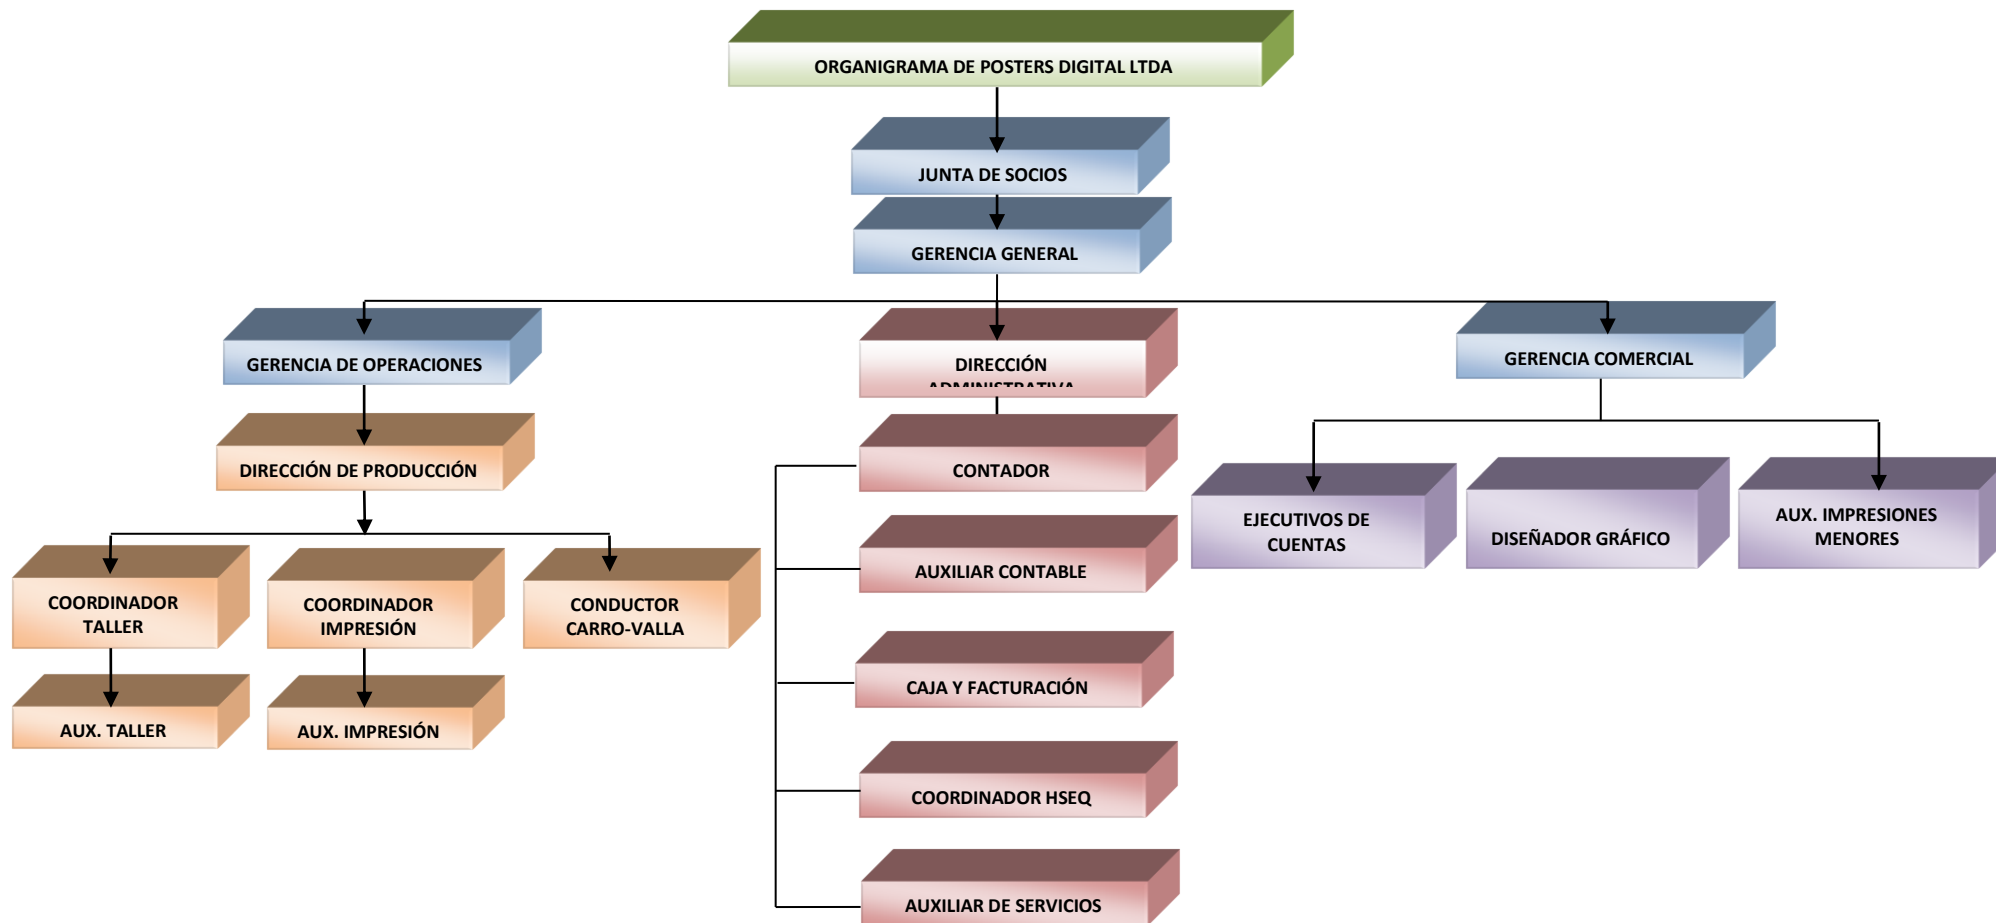 ORGANIGRAMA DE POSTERS DIGITAL LTDA
JUNTA DE SOCIOS
GERENCIA GENERAL
GERENCIA DE OPERACIONES
DIRECCIÓN
ADMINISTRATIVA
GERENCIA COMERCIAL
DIRECCIÓN DE PRODUCCIÓN
CONTADOR
EJECUTIVOS DE
CUENTAS
DISEÑADOR GRÁFICO
AUX. IMPRESIONES
MENORES
AUXILIAR CONTABLE
COORDINADOR
TALLER
COORDINADOR
IMPRESIÓN
CONDUCTOR
CARRO-VALLA
CAJA Y FACTURACIÓN
AUX. TALLER
AUX. IMPRESIÓN
COORDINADOR HSEQ
AUXILIAR DE SERVICIOS